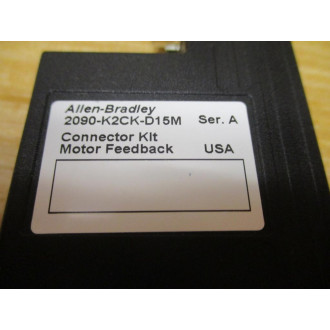 Allen-Bradley
2090-K2CK-D15M Ser. A
Connector Kit
Motor Feedback USA